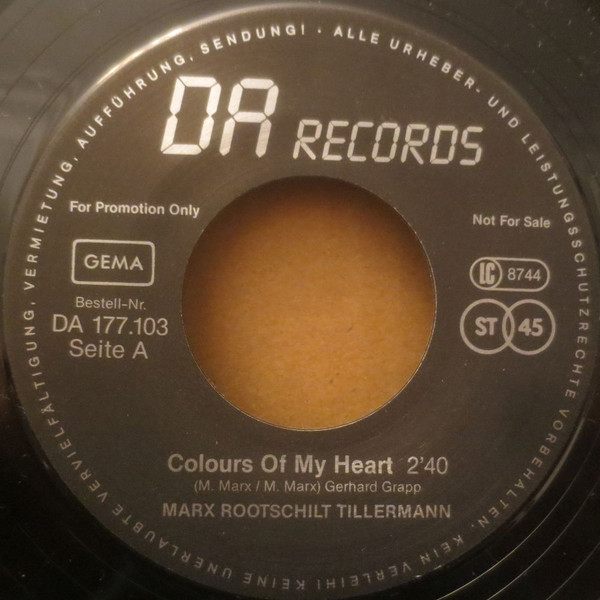 ALLE URHEBER- UND LEISTUNGSSCHUTZRECHTE VORBEHALTEN. KEIN VERLEIH! KEINE UNERLAUBTE VERVIELFÄLTIGUNG, VERMIETUNG, AUFFÜHRUNG, SENDUNG! ·
DA RECORDS
For Promotion Only
Not For Sale
GEMA
LC 8744
Bestell-Nr.
DA 177.103
ST 45
Seite A
Colours Of My Heart 2'40
(M. Marx / M. Marx) Gerhard Grapp
MARX ROOTSCHILT TILLERMANN